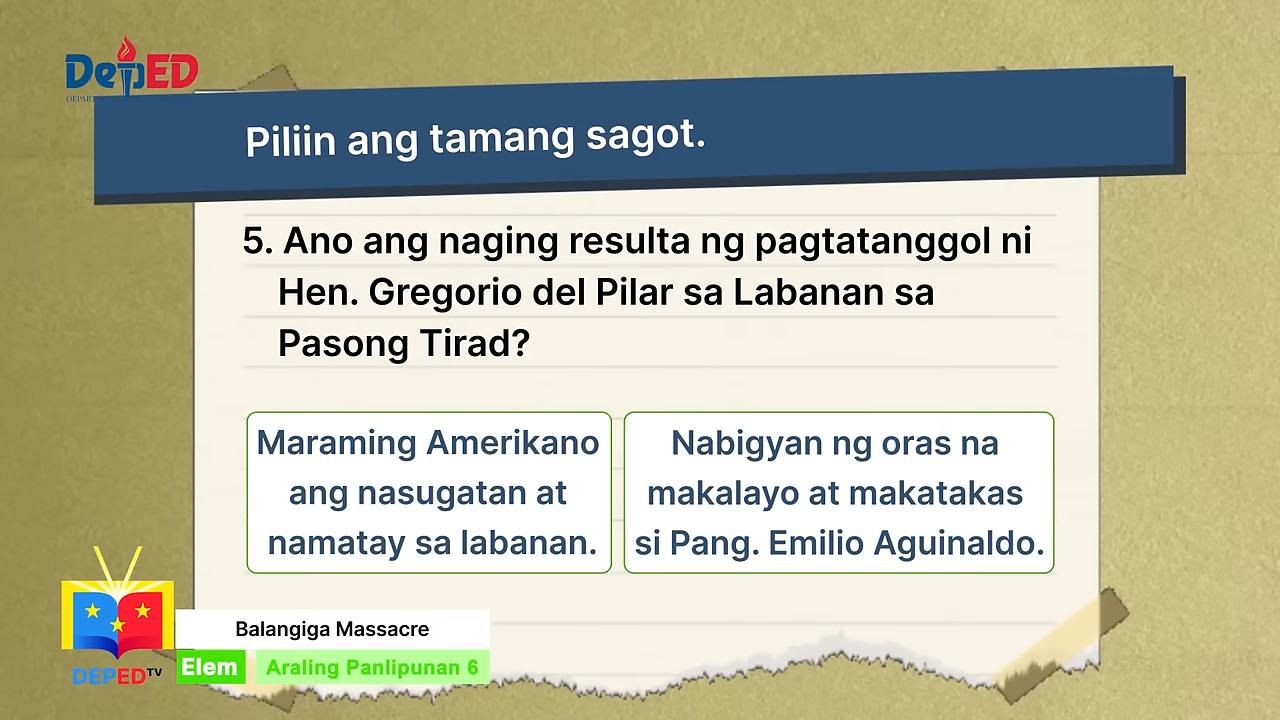 DepED
DEPAR
Piliin ang tamang sagot.
5. Ano ang naging resulta ng pagtatanggol ni
Hen. Gregorio del Pilar sa Labanan sa
Pasong Tirad?
Maraming Amerikano
ang nasugatan at
namatay sa labanan.
Nabigyan ng oras na
makalayo at makatakas
si Pang. Emilio Aguinaldo.
Balangiga Massacre
DEPED TV
Elem Araling Panlipunan 6